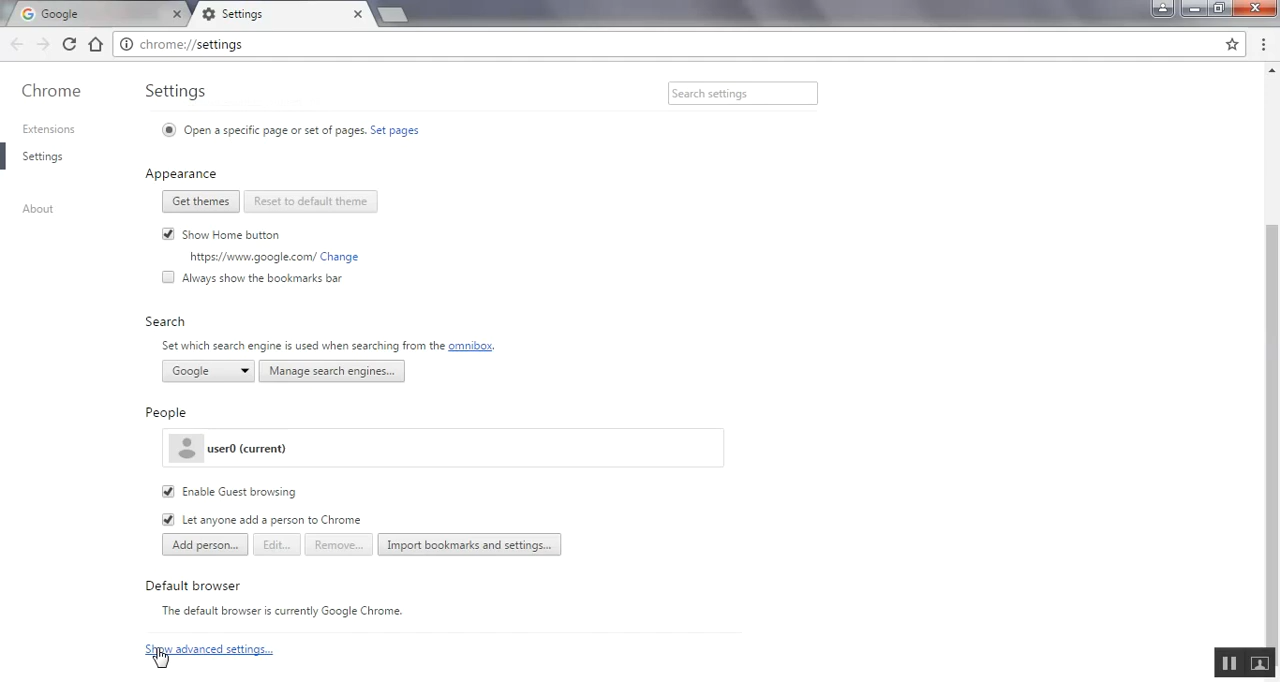 Google
Settings
chrome://settings
Chrome
Settings
Search settings
Extensions
Settings
About
Open a specific page or set of pages. Set pages
Appearance
Get themes
Reset to default theme
Show Home button
https://www.google.com/ Change
Always show the bookmarks bar
Search
Set which search engine is used when searching from the omnibox.
Google
Manage search engines...
People
user0 (current)
Enable Guest browsing
Let anyone add a person to Chrome
Add person...
Edit...
Remove...
Import bookmarks and settings...
Default browser
The default browser is currently Google Chrome.
Show advanced settings...